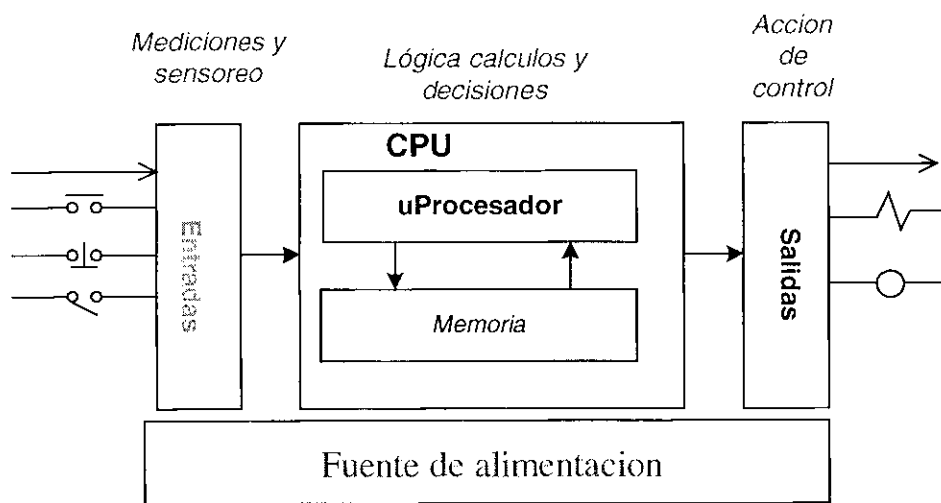 Mediciones y
sensoreo
Lógica calculos y
decisiones
Accion
de
control
Entradas
CPU
uProcesador
Memoria
Salidas
Fuente de alimentacion